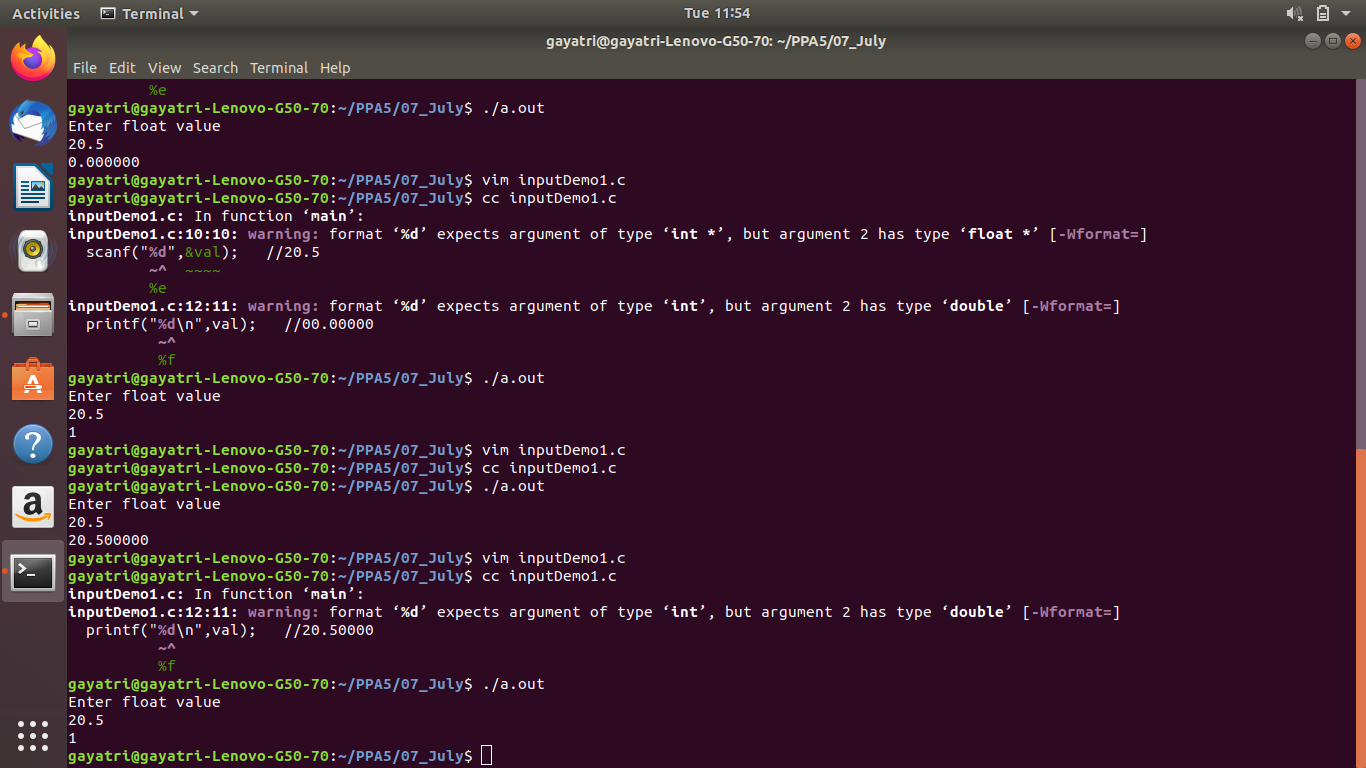 Activities Terminal Tue 11:54
gayatri@gayatri-Lenovo-G50-70: ~/PPA5/07_July
File Edit View Search Terminal Help
%e
gayatri@gayatri-Lenovo-G50-70:~/PPA5/07_July$ ./a.out
Enter float value
20.5
0.000000
gayatri@gayatri-Lenovo-G50-70:~/PPA5/07_July$ vim inputDemo1.c
gayatri@gayatri-Lenovo-G50-70:~/PPA5/07_July$ cc inputDemo1.c
inputDemo1.c: In function ‘main’:
inputDemo1.c:10:10: warning: format ‘%d’ expects argument of type ‘int *’, but argument 2 has type ‘float *’ [-Wformat=]
scanf("%d",&val);   //20.5
~^  ~~~~
%e
inputDemo1.c:12:11: warning: format ‘%d’ expects argument of type ‘int’, but argument 2 has type ‘double’ [-Wformat=]
printf("%d\n",val);   //00.00000
~^
%f
gayatri@gayatri-Lenovo-G50-70:~/PPA5/07_July$ ./a.out
Enter float value
20.5
1
gayatri@gayatri-Lenovo-G50-70:~/PPA5/07_July$ vim inputDemo1.c
gayatri@gayatri-Lenovo-G50-70:~/PPA5/07_July$ cc inputDemo1.c
gayatri@gayatri-Lenovo-G50-70:~/PPA5/07_July$ ./a.out
Enter float value
20.5
20.500000
gayatri@gayatri-Lenovo-G50-70:~/PPA5/07_July$ vim inputDemo1.c
gayatri@gayatri-Lenovo-G50-70:~/PPA5/07_July$ cc inputDemo1.c
inputDemo1.c: In function ‘main’:
inputDemo1.c:12:11: warning: format ‘%d’ expects argument of type ‘int’, but argument 2 has type ‘double’ [-Wformat=]
printf("%d\n",val);   //20.50000
~^
%f
gayatri@gayatri-Lenovo-G50-70:~/PPA5/07_July$ ./a.out
Enter float value
20.5
1
gayatri@gayatri-Lenovo-G50-70:~/PPA5/07_July$